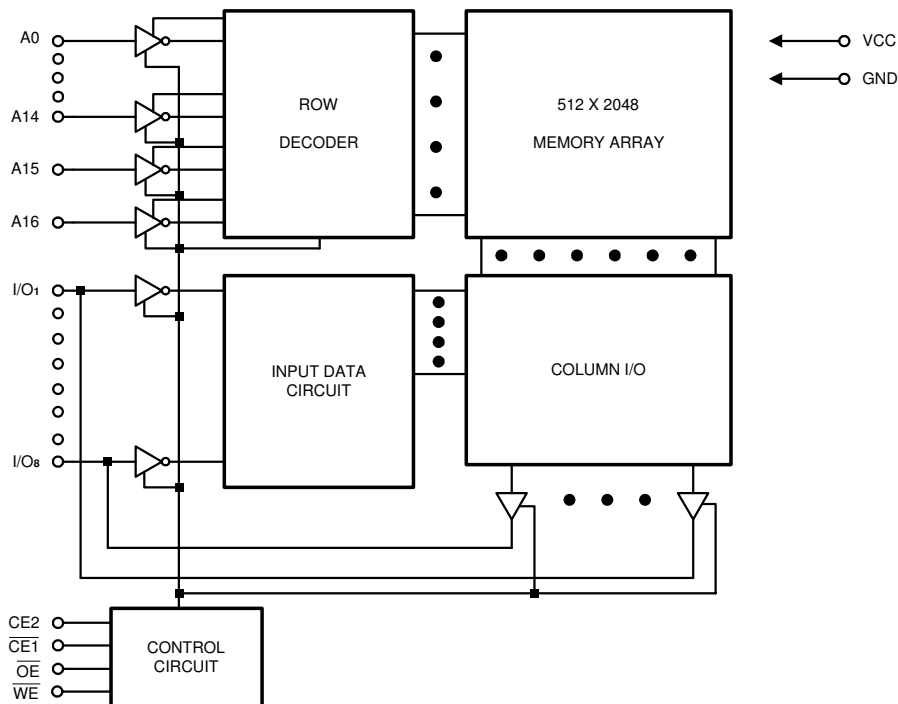 A0
A14
A15
A16
ROW
DECODER
512 X 2048
MEMORY ARRAY
VCC
GND
I/O1
I/O8
INPUT DATA
CIRCUIT
COLUMN I/O
CE2
CE1
OE
WE
CONTROL
CIRCUIT